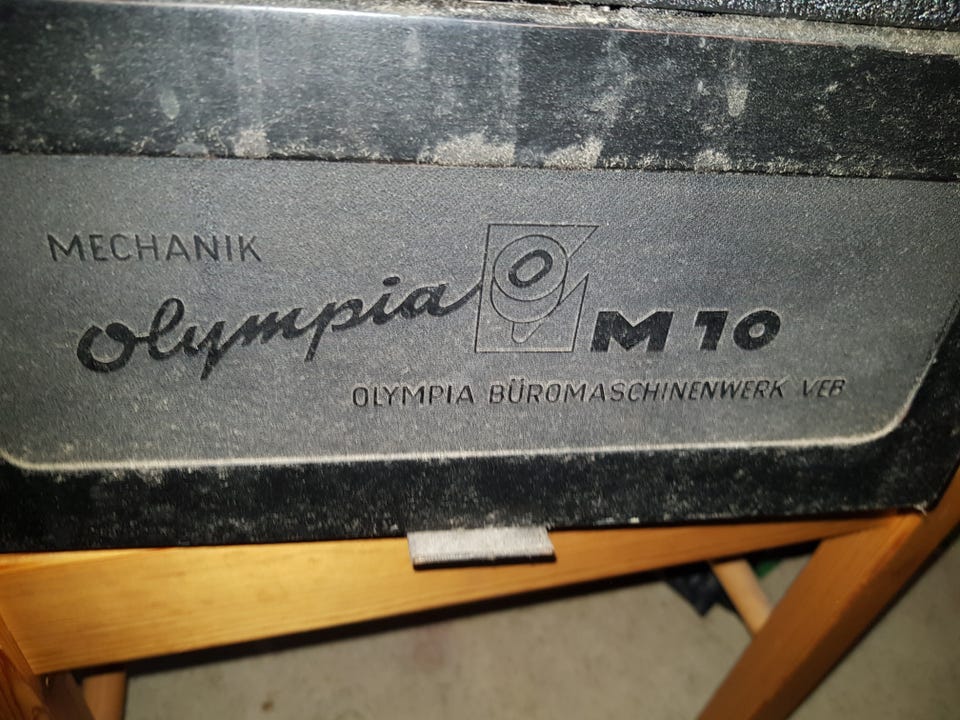 MECHANIK
Olympia M 10
OLYMPIA BÜROMASCHINENWERK VEB